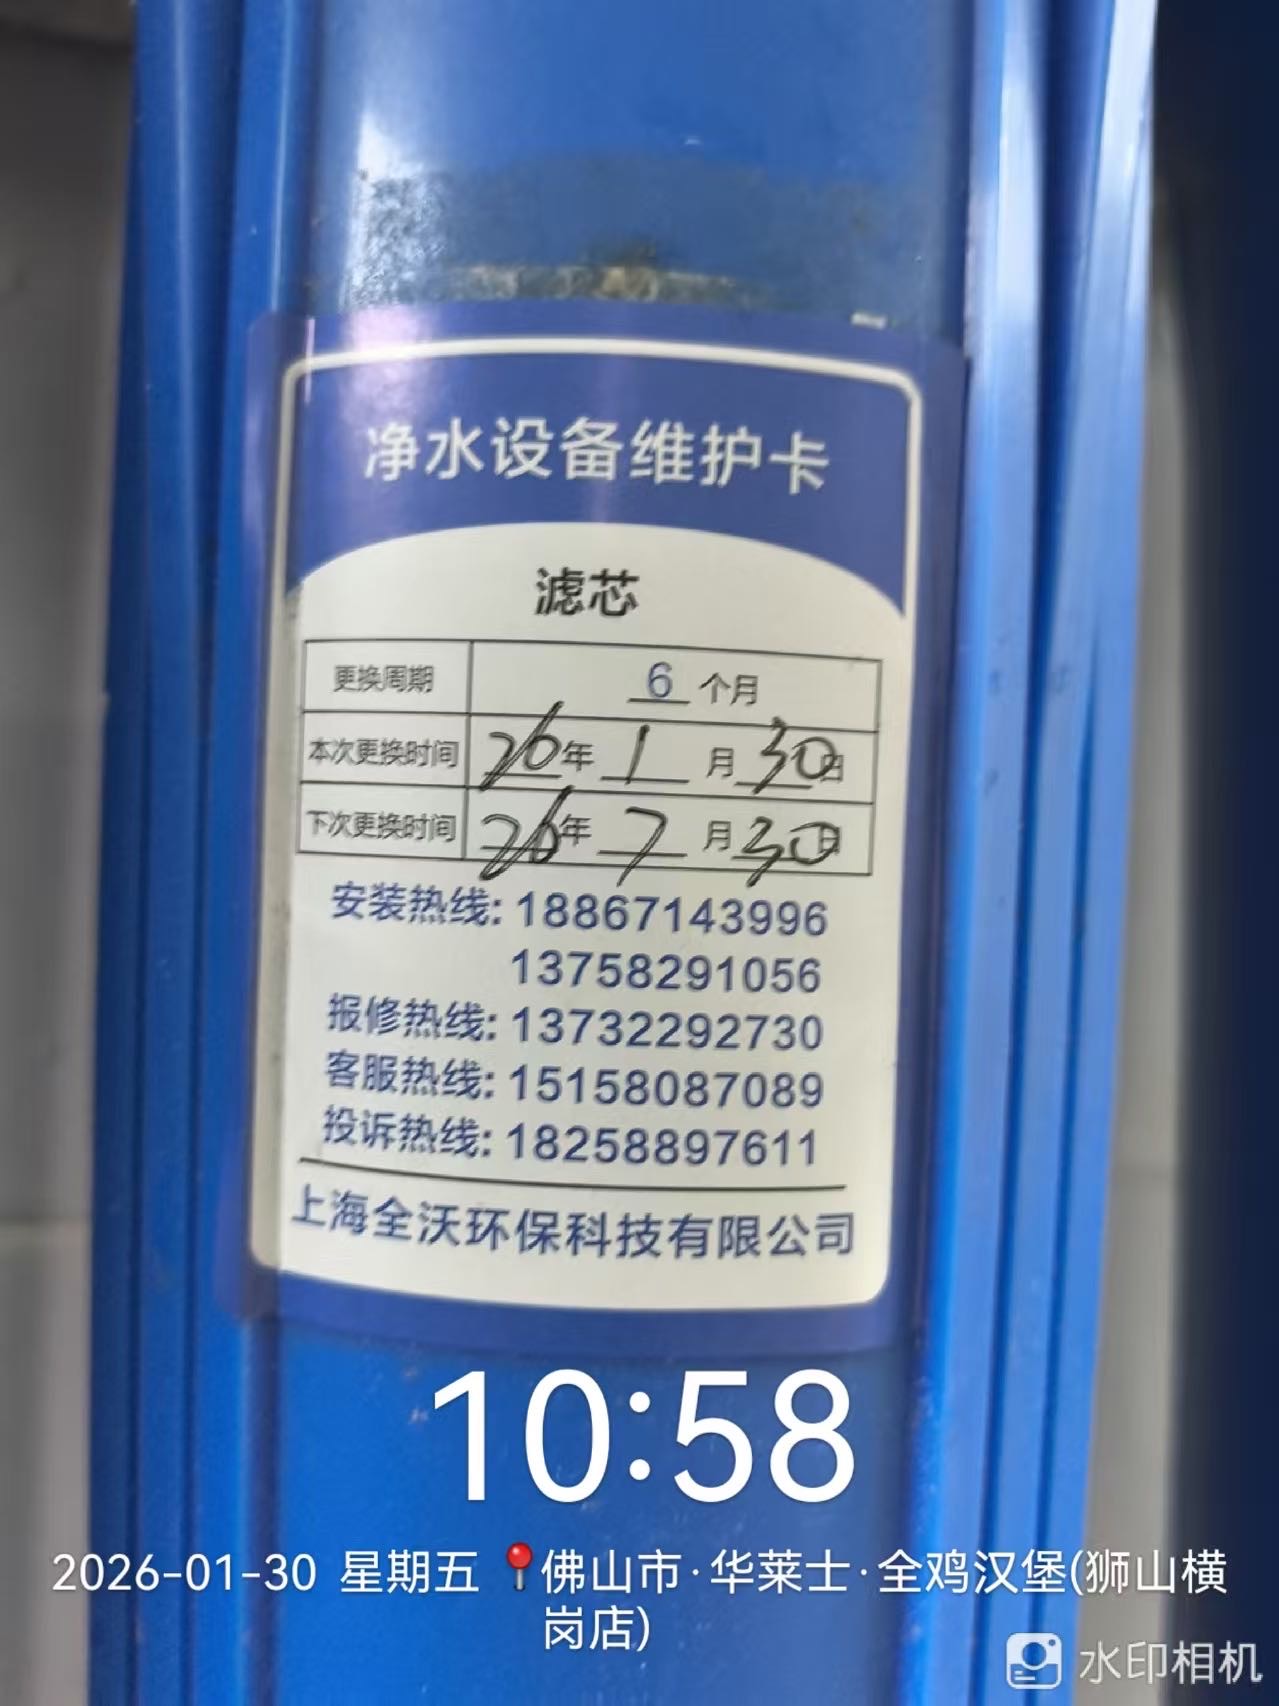 净水设备维护卡
滤芯
更换周期 6 个月
本次更换时间 26年 1 月 30日
下次更换时间 26年 7 月 30日
安装热线: 18867143996
13758291056
报修热线: 13732292730
客服热线: 15158087089
投诉热线: 18258897611
上海全沃环保科技有限公司
10:58
2026-01-30 星期五 📍佛山市·华莱士·全鸡汉堡(狮山横
岗店)
水印相机